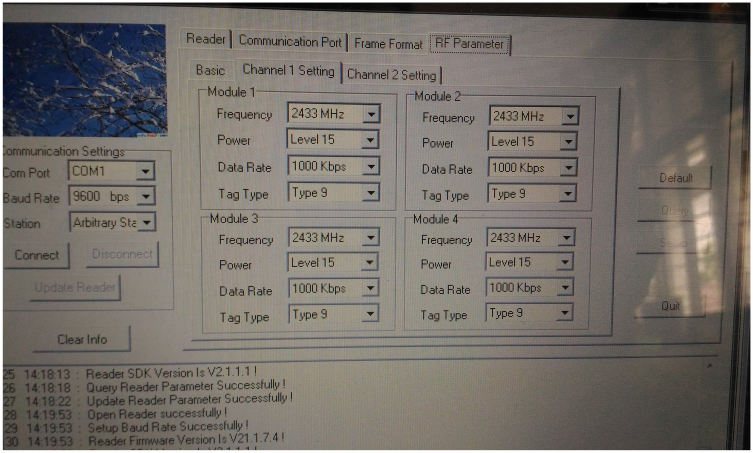 Reader Communication Port Frame Format RF Parameter
Basic Channel 1 Setting Channel 2 Setting
Module 1
Frequency 2433 MHz
Power Level 15
Data Rate 1000 Kbps
Tag Type Type 9
Module 2
Frequency 2433 MHz
Power Level 15
Data Rate 1000 Kbps
Tag Type Type 9
Communication Settings
Com Port COM1
Baud Rate 9600 bps
Station Arbitrary Sta
Connect Disconnect
Update Reader
Clear Info
Module 3
Frequency 2433 MHz
Power Level 15
Data Rate 1000 Kbps
Tag Type Type 9
Module 4
Frequency 2433 MHz
Power Level 15
Data Rate 1000 Kbps
Tag Type Type 9
Default
Query
Quit
25 14:18:13 : Reader SDK Version Is V2.1.1.1 !
26 14:18:18 : Query Reader Parameter Successfully !
27 14:18:22 : Update Reader Parameter Successfully !
28 14:19:53 : Open Reader successfully !
29 14:19:53 : Setup Baud Rate Successfully !
30 14:19:53 : Reader Firmware Version Is V21.1.7.4 !